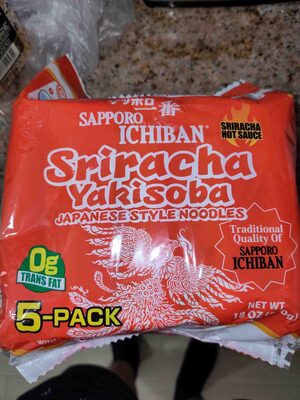 サッポロ一番
SAPPORO
ICHIBAN®
SRIRACHA
HOT SAUCE
Sriracha
Yakisoba
JAPANESE STYLE NOODLES
Traditional
Quality Of
SAPPORO
ICHIBAN
0g
TRANS FAT
5-PACK
NET WT